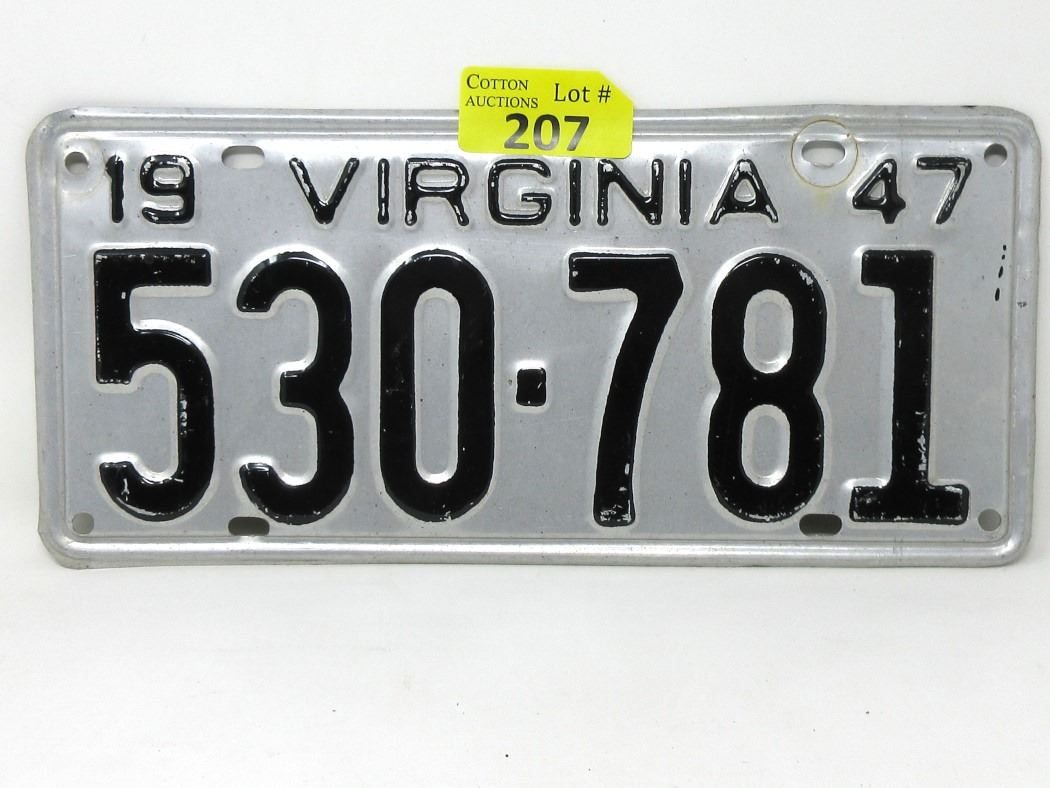 COTTON
AUCTIONS Lot #
207
19 VIRGINIA 47
530·781